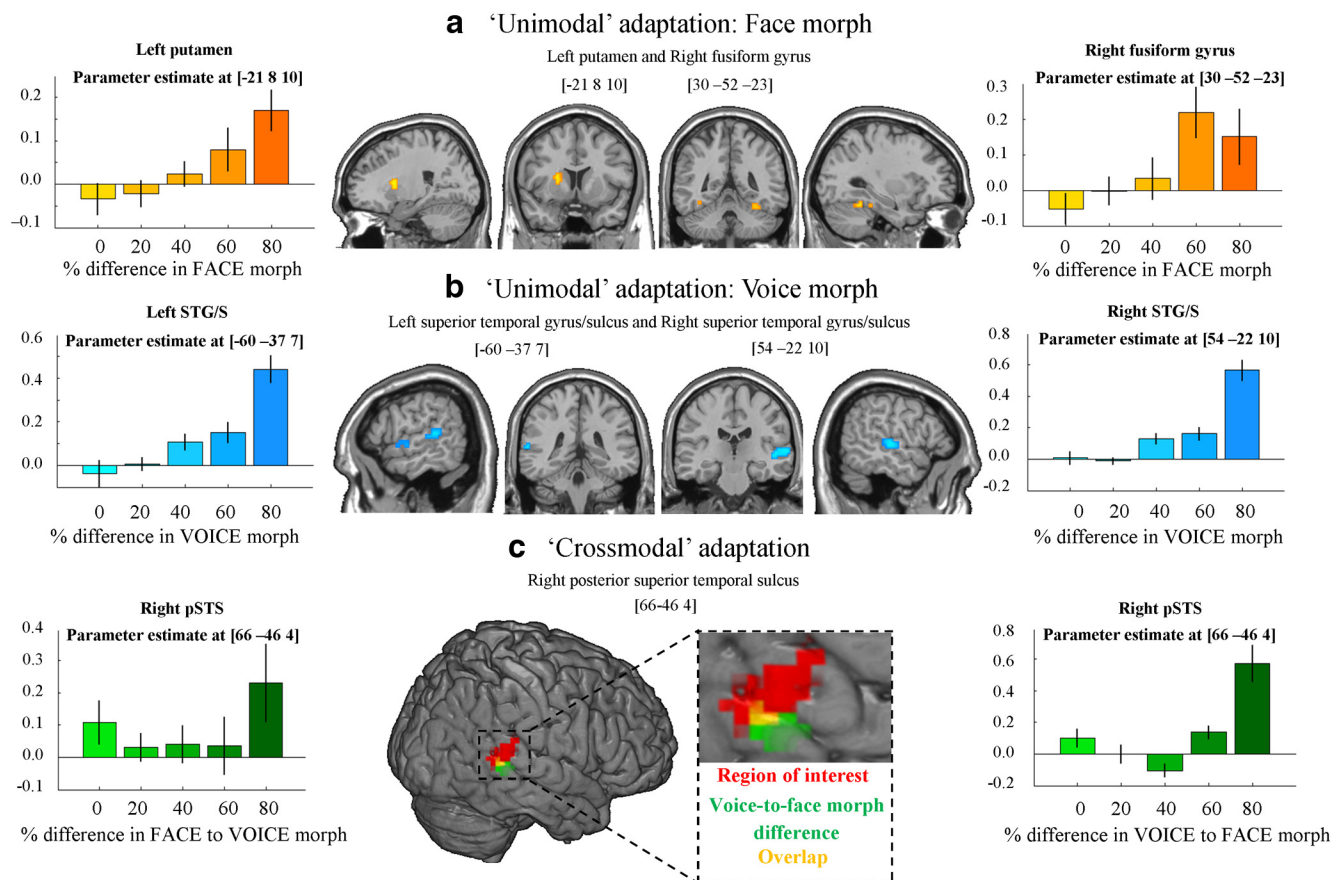 a 'Unimodal' adaptation: Face morph
Left putamen and Right fusiform gyrus
[-21 8 10]
[30 –52 –23]
Left putamen
Parameter estimate at [-21 8 10]
0.2
0.1
0.0
–0.1
0 20 40 60 80
% difference in FACE morph
Right fusiform gyrus
Parameter estimate at [30 –52 –23]
0.3
0.2
0.1
0.0
-0.1
0 20 40 60 80
% difference in FACE morph
b 'Unimodal' adaptation: Voice morph
Left superior temporal gyrus/sulcus and Right superior temporal gyrus/sulcus
[-60 –37 7]
[54 –22 10]
Left STG/S
Parameter estimate at [-60 –37 7]
0.6
0.4
0.2
0.0
0 20 40 60 80
% difference in VOICE morph
Right STG/S
Parameter estimate at [54 –22 10]
0.8
0.6
0.4
0.2
0.0
-0.2
0 20 40 60 80
% difference in VOICE morph
c 'Crossmodal' adaptation
Right posterior superior temporal sulcus
[66-46 4]
Right pSTS
Parameter estimate at [66 –46 4]
0.4
0.3
0.2
0.1
0.0
-0.1
0 20 40 60 80
% difference in FACE to VOICE morph
Region of interest
Voice-to-face morph
difference
Overlap
Right pSTS
Parameter estimate at [66 –46 4]
0.8
0.6
0.4
0.2
0.0
-0.2
0 20 40 60 80
% difference in VOICE to FACE morph